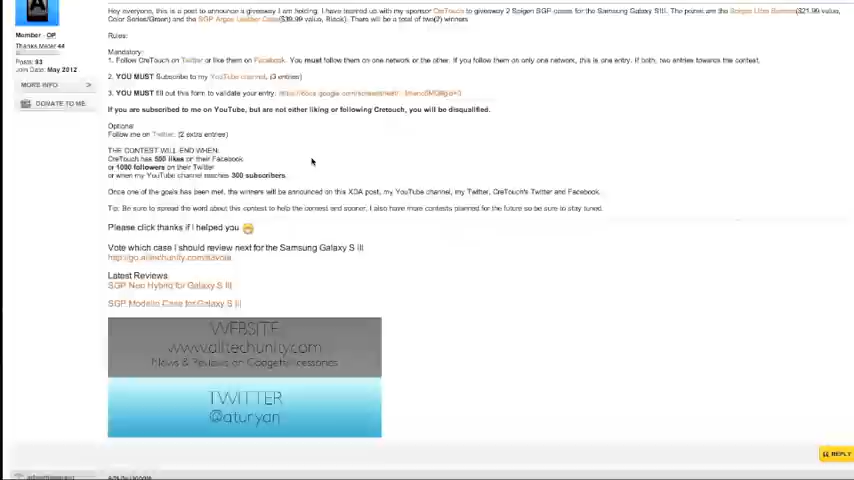 Hey everyone, this is a post to announce a giveaway I am holding. I have teamed up with my sponsor CreTouch to giveaway 2 Spigen SGP cases for the Samsung Galaxy SIII. The prizes are the ($21.99 value,
Color Series/Green) and the SGP Argos Leather Case($39.99 value, Black). There will be a total of two(2) winners
Member - OP
Thanks Meter 44
Posts: 93
Join Date: May 2012
MORE INFO >
DONATE TO ME
Rules:
Mandatory:
1. Follow CreTouch on Twitter or like them on Facebook. You must follow them on one network or the other. If you follow them on only one network, this is one entry. If both, two entries towards the contest.
2. YOU MUST Subscribe to my YouTube channel. (3 entries)
3. YOU MUST fill out this form to validate your entry:
If you are subscribed to me on YouTube, but are not either liking or following Cretouch, you will be disqualified.
Optional
Follow me on Twitter. (2 extra entries)
THE CONTEST WILL END WHEN:
CreTouch has 500 likes on their Facebook
or 1000 followers on their Twitter
or when my YouTube channel reaches 300 subscribers
Once one of the goals has been met, the winners will be announced on this XDA post, my YouTube channel, my Twitter, CreTouch's Twitter and Facebook.
Tip: Be sure to spread the word about this contest to help the contest end sooner. I also have more contests planned for the future so be sure to stay tuned.
Please click thanks if I helped you
Vote which case I should review next for the Samsung Galaxy S III
http://go.alltechunity.com/s3vote
Latest Reviews
SGP Neo Hybrid for Galaxy S III
SGP Modello Case for Galaxy S III
WEBSITE
www.alltechunity.com
News & Reviews on Gadgets/Accessories
TWITTER
@aturyan
REPLY